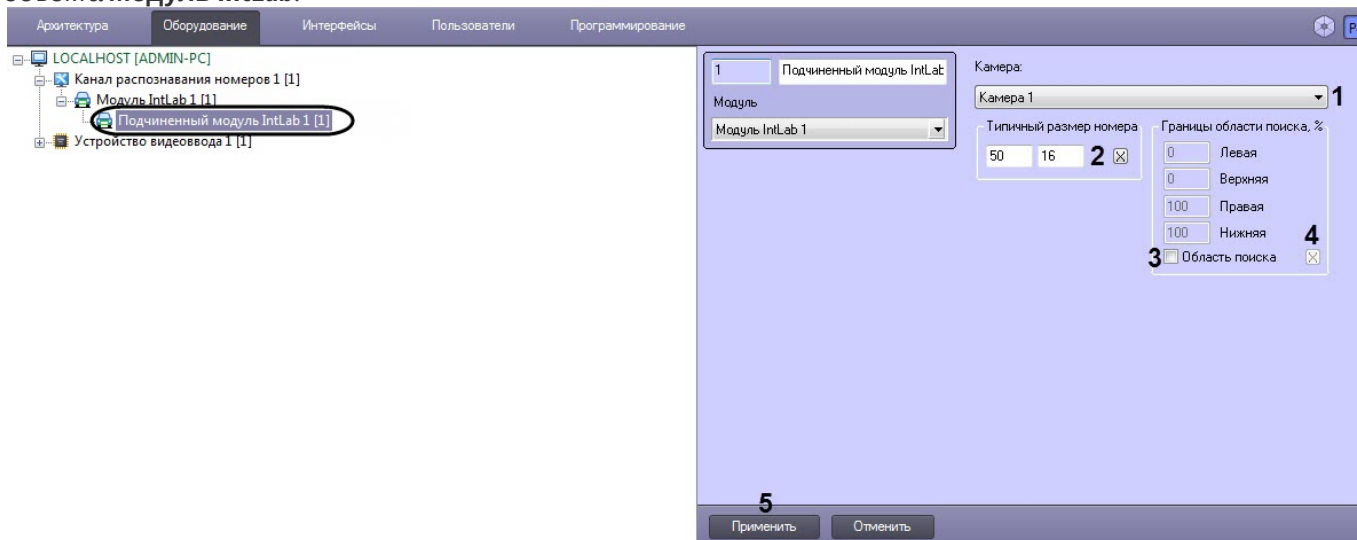 объекта Модуль IntLab.
Архитектура Оборудование Интерфейсы Пользователи Программирование
LOCALHOST [ADMIN-PC]
Канал распознавания номеров 1 [1]
Модуль IntLab 1 [1]
Подчиненный модуль IntLab 1 [1]
Устройство видеоввода 1 [1]
1 Подчиненный модуль IntLab
Модуль
Модуль IntLab 1
Камера:
Камера 1 1
Типичный размер номера
50 16 2
Границы области поиска, %
0 Левая
0 Верхняя
100 Правая
100 Нижняя
4
3 Область поиска
5
Применить Отменить